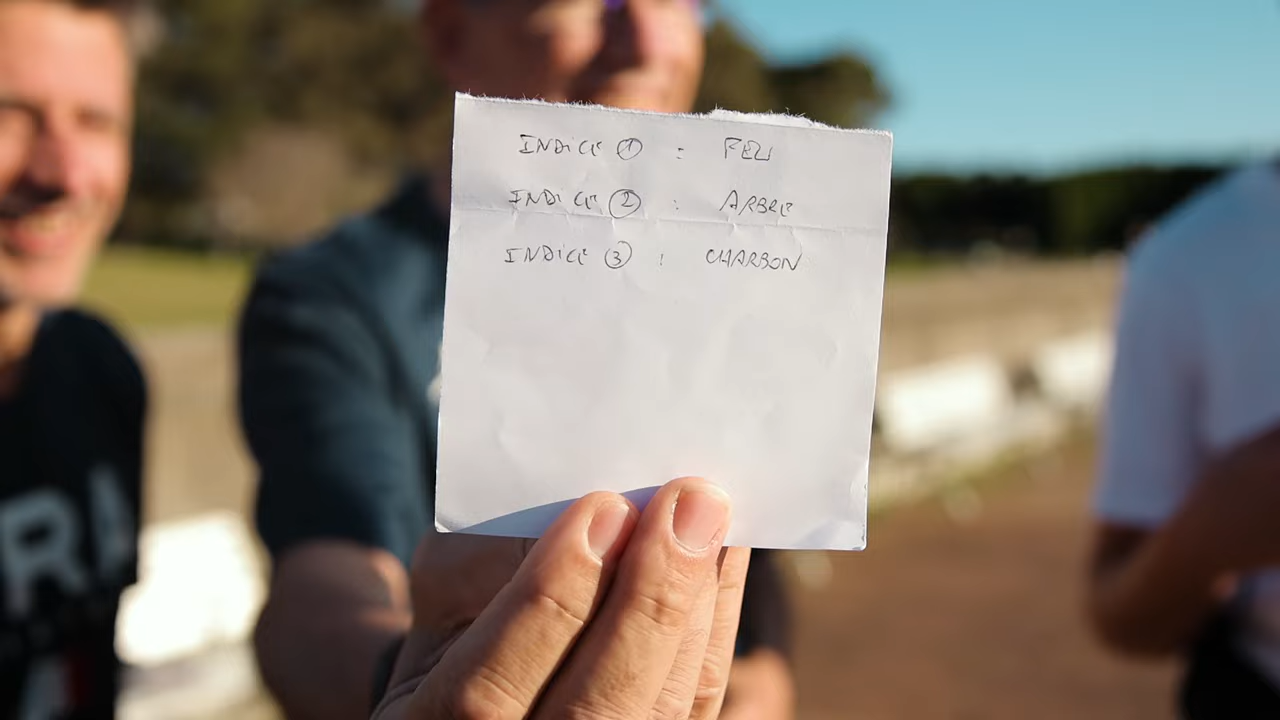 INDICE 1 : FEU
INDICE 2 : ARBRE
INDICE 3 : CHARBON